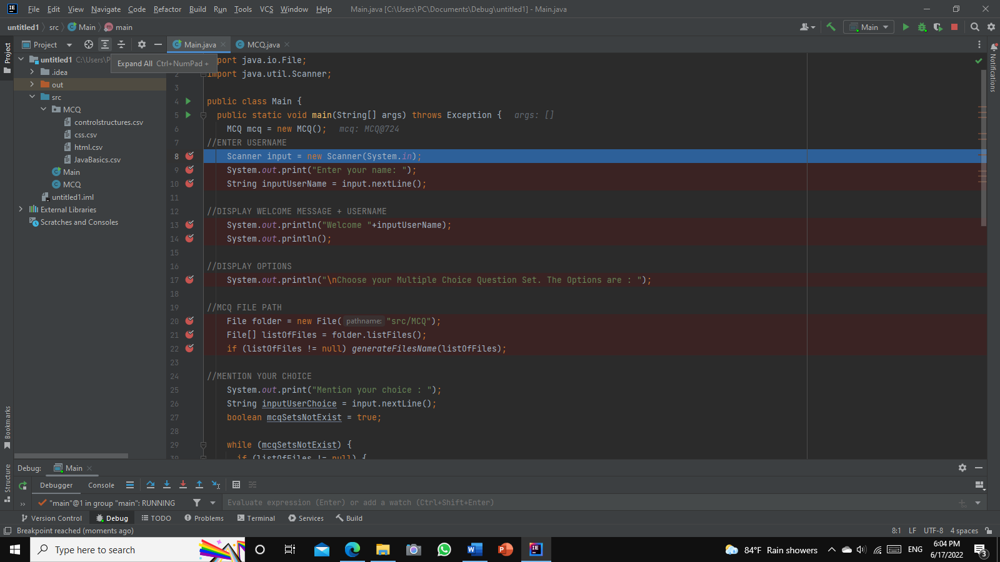 File Edit View Navigate Code Refactor Build Run Tools VCS Window Help Main.java [C:\Users\PC\Documents\Debug\untitled1] - Main.java
untitled1 src Main main Main
Project Main.java MCQ.java
Project
untitled1 C:\Users\P
Expand All Ctrl+NumPad +
.idea
out
src
MCQ
controlstructures.csv
css.csv
html.csv
JavaBasics.csv
Main
MCQ
untitled1.iml
External Libraries
Scratches and Consoles
port java.io.File;
2 import java.util.Scanner;
3
4 public class Main {
5 public static void main(String[] args) throws Exception { args: []
6 MCQ mcq = new MCQ(); mcq: MCQ@724
7 //ENTER USERNAME
8 Scanner input = new Scanner(System.in);
9 System.out.print("Enter your name: ");
10 String inputUserName = input.nextLine();
11
12 //DISPLAY WELCOME MESSAGE + USERNAME
13 System.out.println("Welcome "+inputUserName);
14 System.out.println();
15
16 //DISPLAY OPTIONS
17 System.out.println("\nChoose your Multiple Choice Question Set. The Options are : ");
18
19 //MCQ FILE PATH
20 File folder = new File( pathname: "src/MCQ");
21 File[] listOfFiles = folder.listFiles();
22 if (listOfFiles != null) generateFilesName(listOfFiles);
23
24 //MENTION YOUR CHOICE
25 System.out.print("Mention your choice : ");
26 String inputUserChoice = input.nextLine();
27 boolean mcqSetsNotExist = true;
28
29 while (mcqSetsNotExist) {
30 if (listOfFiles != null) {
Notifications
Bookmarks
Structure
Debug: Main
Debugger Console
"main"@1 in group "main": RUNNING Evaluate expression (Enter) or add a watch (Ctrl+Shift+Enter)
Version Control Debug TODO Problems Terminal Services Build
Breakpoint reached (moments ago) 8:1 LF UTF-8 4 spaces
Type here to search 84°F Rain showers ENG 6:04 PM
6/17/2022 3